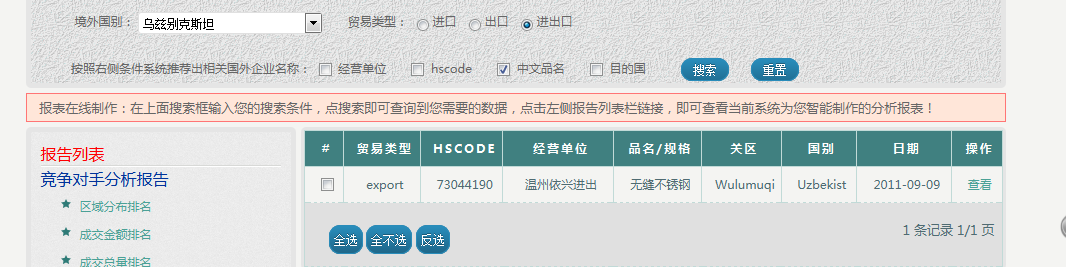 境外国别： 乌兹别克斯坦 贸易类型： 进口 出口 进出口
按照右侧条件系统推荐出相关国外企业名称： 经营单位 hscode 中文品名 目的国 搜索 重置
报表在线制作：在上面搜索框输入您的搜索条件，点搜索即可查询到您需要的数据，点击左侧报告列表栏链接，即可查看当前系统为您智能制作的分析报表！
报告列表
竞争对手分析报告
区域分布排名
成交金额排名
成交总量排名
# 贸易类型 HSCODE 经营单位 品名/规格 关区 国别 日期 操作
export 73044190 温州依兴进出 无缝不锈钢 Wulumuqi Uzbekist 2011-09-09 查看
全选 全不选 反选 1 条记录 1/1 页